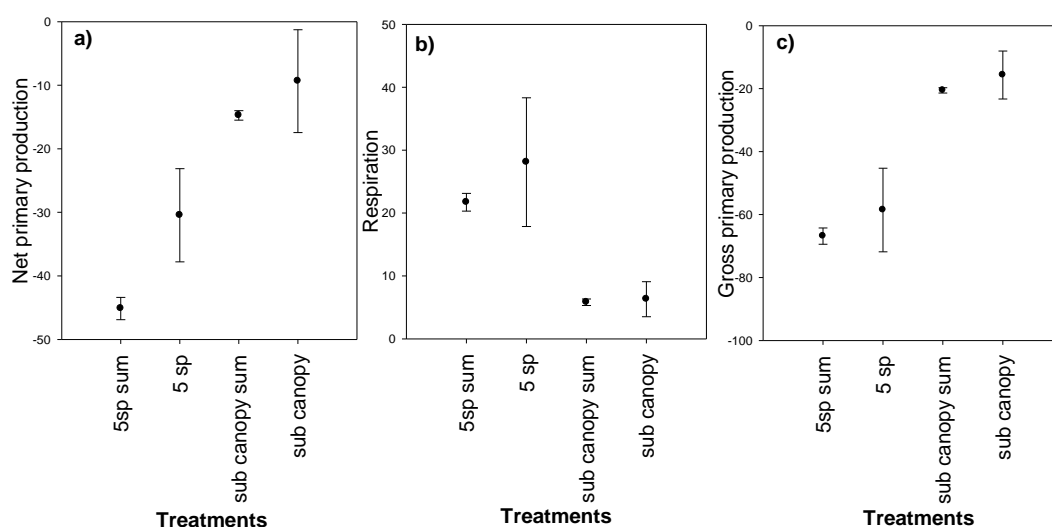 a)
Net primary production
0
-10
-20
-30
-40
-50
5sp sum
5 sp
sub canopy sum
sub canopy
Treatments
b)
Respiration
50
40
30
20
10
0
5sp sum
5 sp
sub canopy sum
sub canopy
Treatments
c)
Gross primary production
0
-20
-40
-60
-80
-100
5sp sum
5 sp
sub canopy sum
sub canopy
Treatments